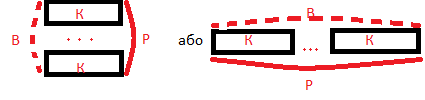 К
В . . . Р
К
або
В
К ... К
Р